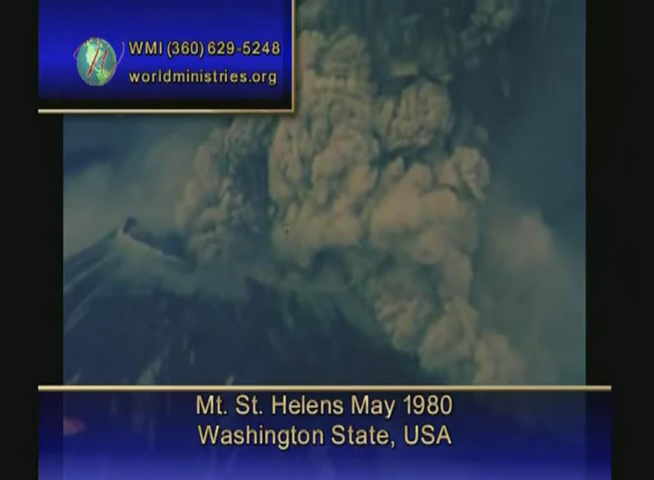 WMI (360) 629-5248
worldministries.org
Mt. St. Helens May 1980
Washington State, USA